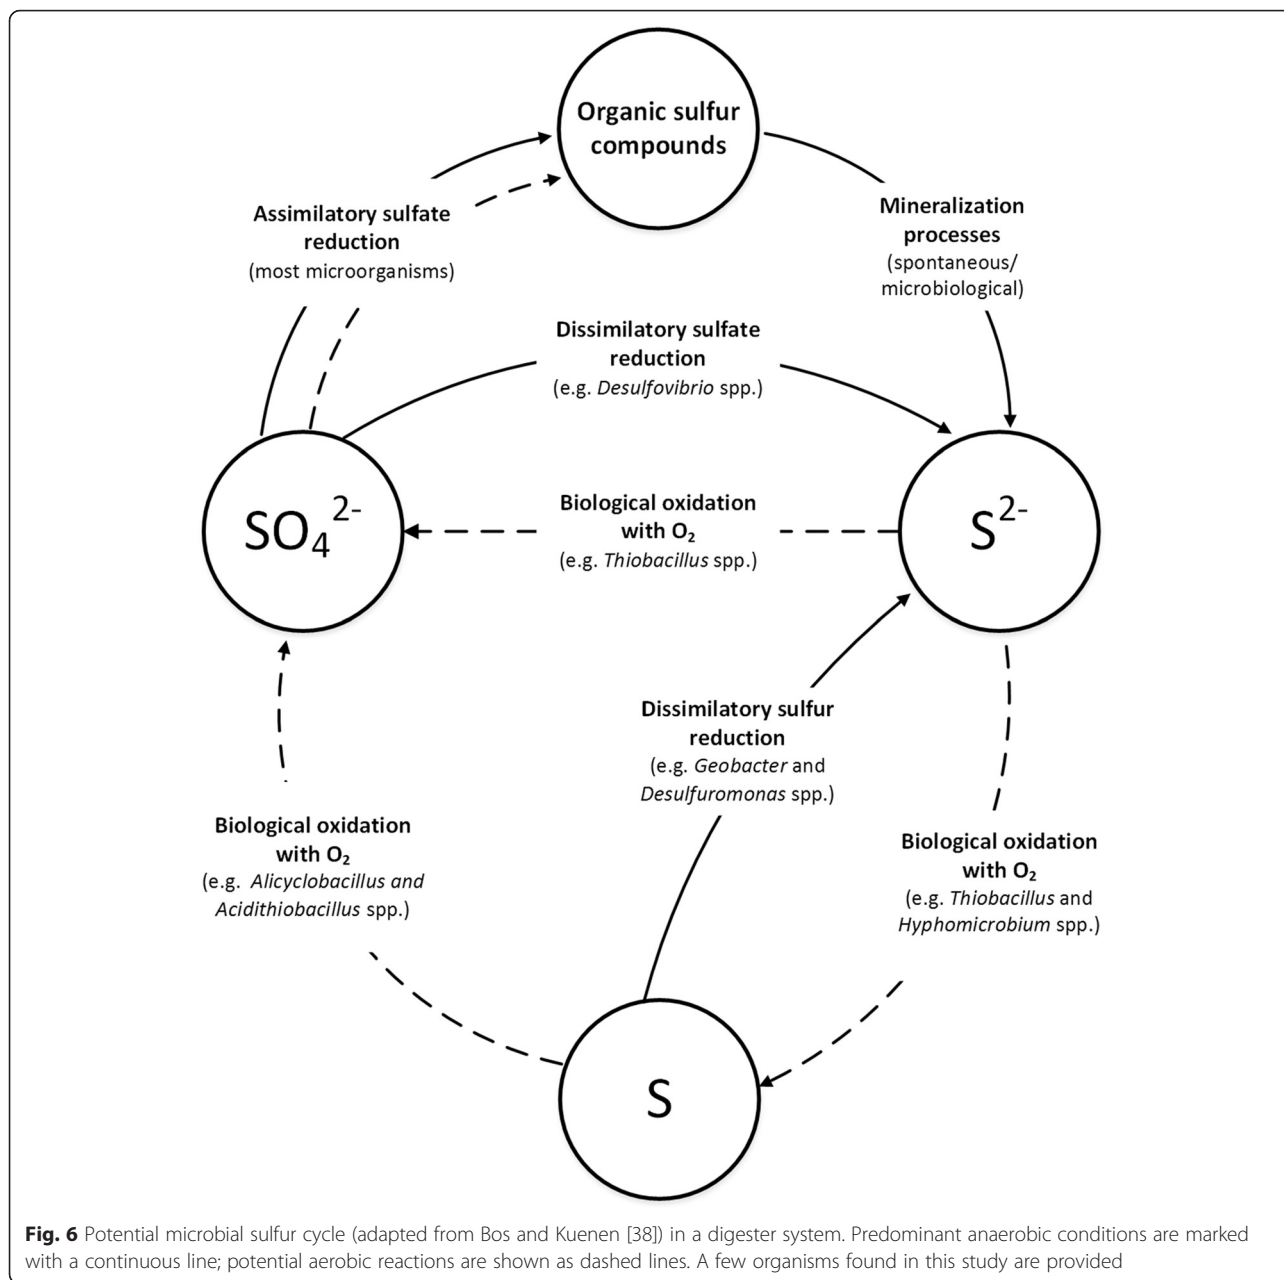 Organic sulfur
compounds
Assimilatory sulfate
reduction
(most microorganisms)
Mineralization
processes
(spontaneous/
microbiological)
Dissimilatory sulfate
reduction
(e.g. Desulfovibrio spp.)
SO₄²⁻
Biological oxidation
with O₂
(e.g. Thiobacillus spp.)
S²⁻
Dissimilatory sulfur
reduction
(e.g. Geobacter and
Desulfuromonas spp.)
Biological oxidation
with O₂
(e.g. Alicyclobacillus and
Acidithiobacillus spp.)
Biological oxidation
with O₂
(e.g. Thiobacillus and
Hyphomicrobium spp.)
S
Fig. 6 Potential microbial sulfur cycle (adapted from Bos and Kuenen [38]) in a digester system. Predominant anaerobic conditions are marked
with a continuous line; potential aerobic reactions are shown as dashed lines. A few organisms found in this study are provided